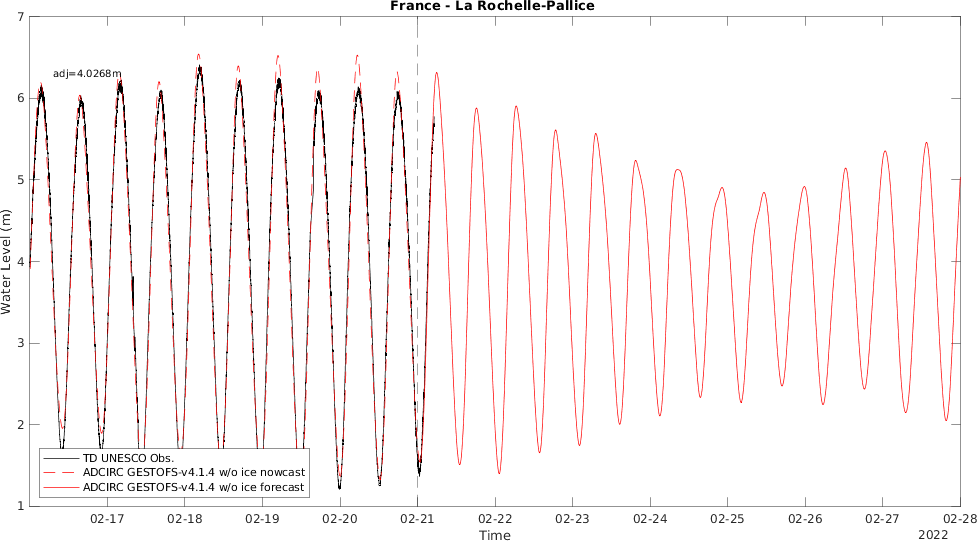 France - La Rochelle-Pallice
7
6
5
4
3
2
1
Water Level (m)
adj=4.0268m
TD UNESCO Obs.
ADCIRC GESTOFS-v4.1.4 w/o ice nowcast
ADCIRC GESTOFS-v4.1.4 w/o ice forecast
02-17 02-18 02-19 02-20 02-21 02-22 02-23 02-24 02-25 02-26 02-27 02-28
Time
2022